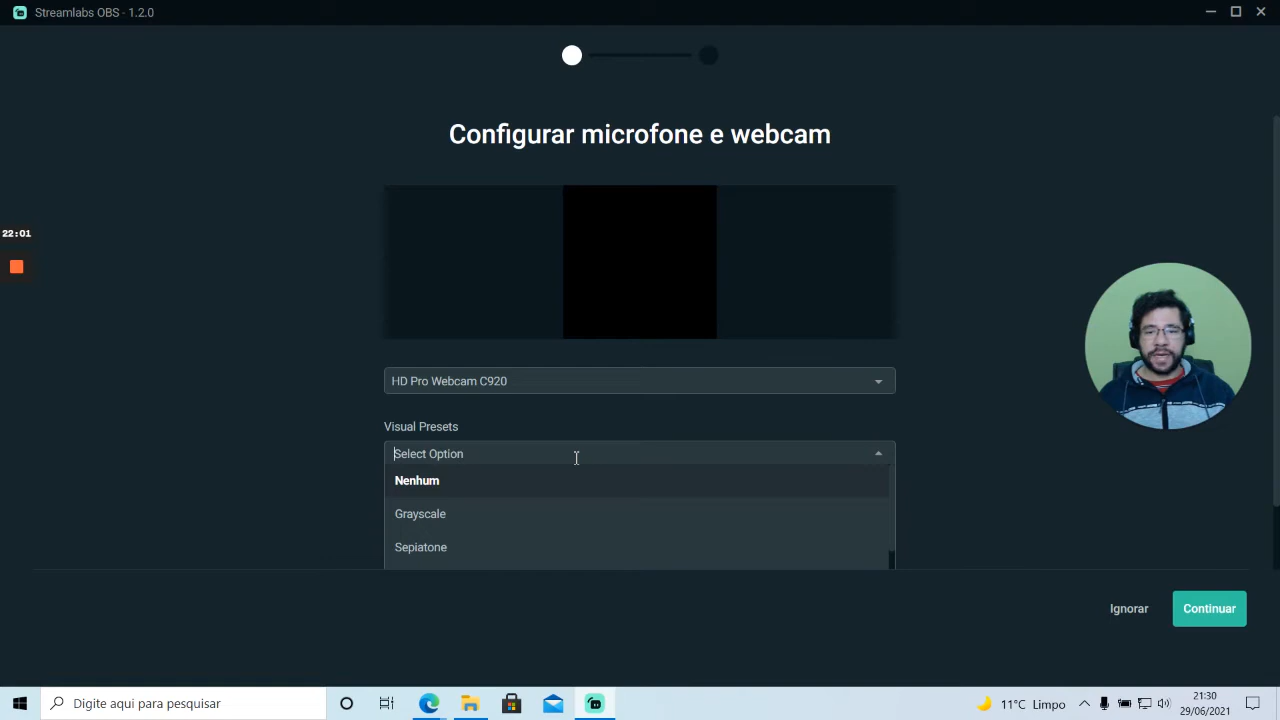 Streamlabs OBS - 1.2.0
Configurar microfone e webcam
22:01
HD Pro Webcam C920
Visual Presets
Select Option
Nenhum
Grayscale
Sepiatone
Ignorar
Continuar
Digite aqui para pesquisar
11°C Limpo
21:30
29/06/2021